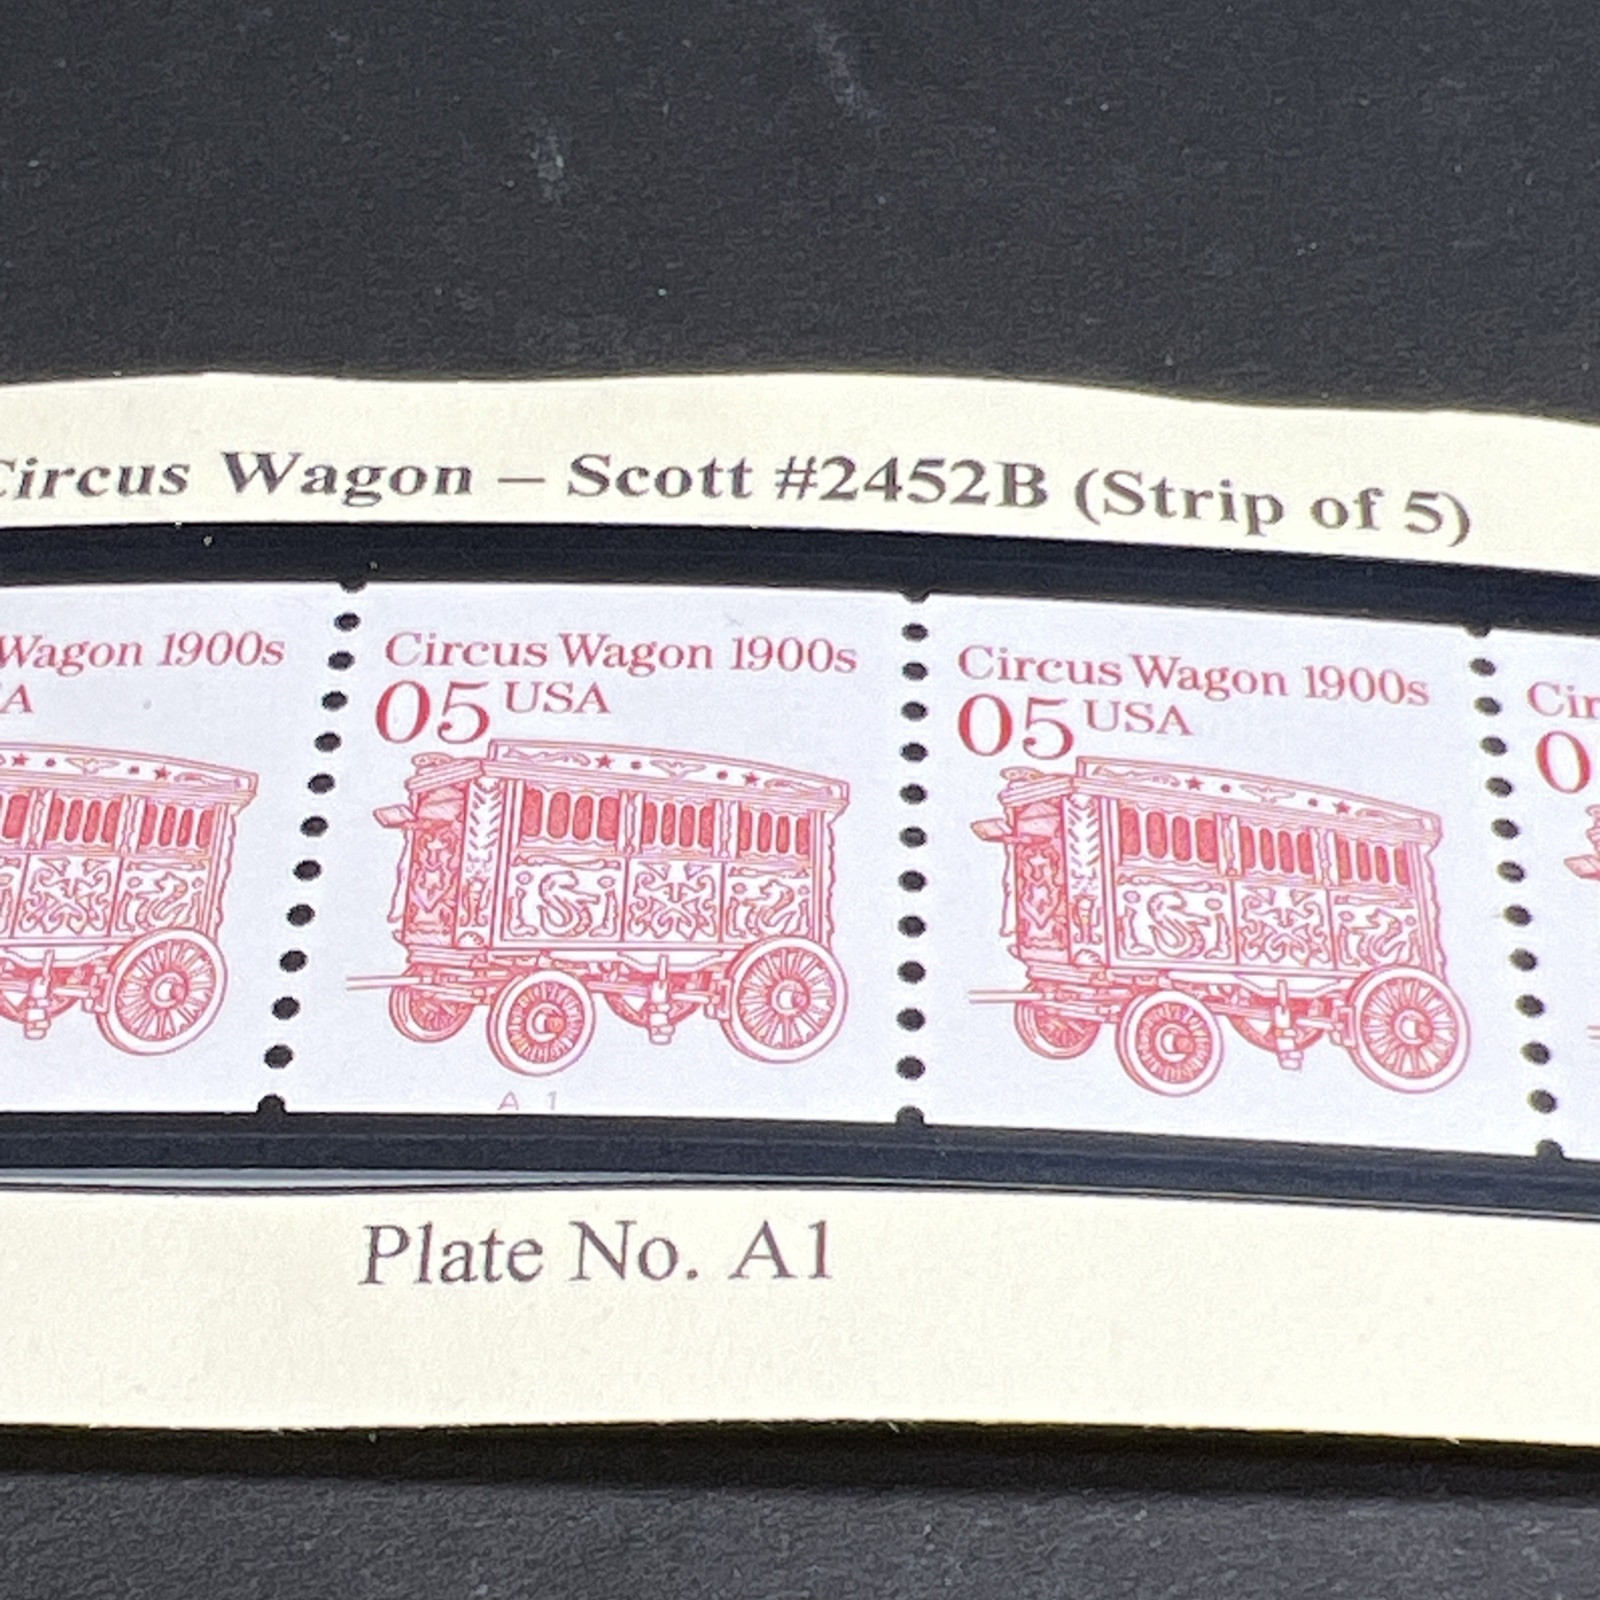 Circus Wagon – Scott #2452B (Strip of 5)
Wagon 1900s
Circus Wagon 1900s
05 USA
A 1
Circus Wagon 1900s
05 USA
Plate No. A1